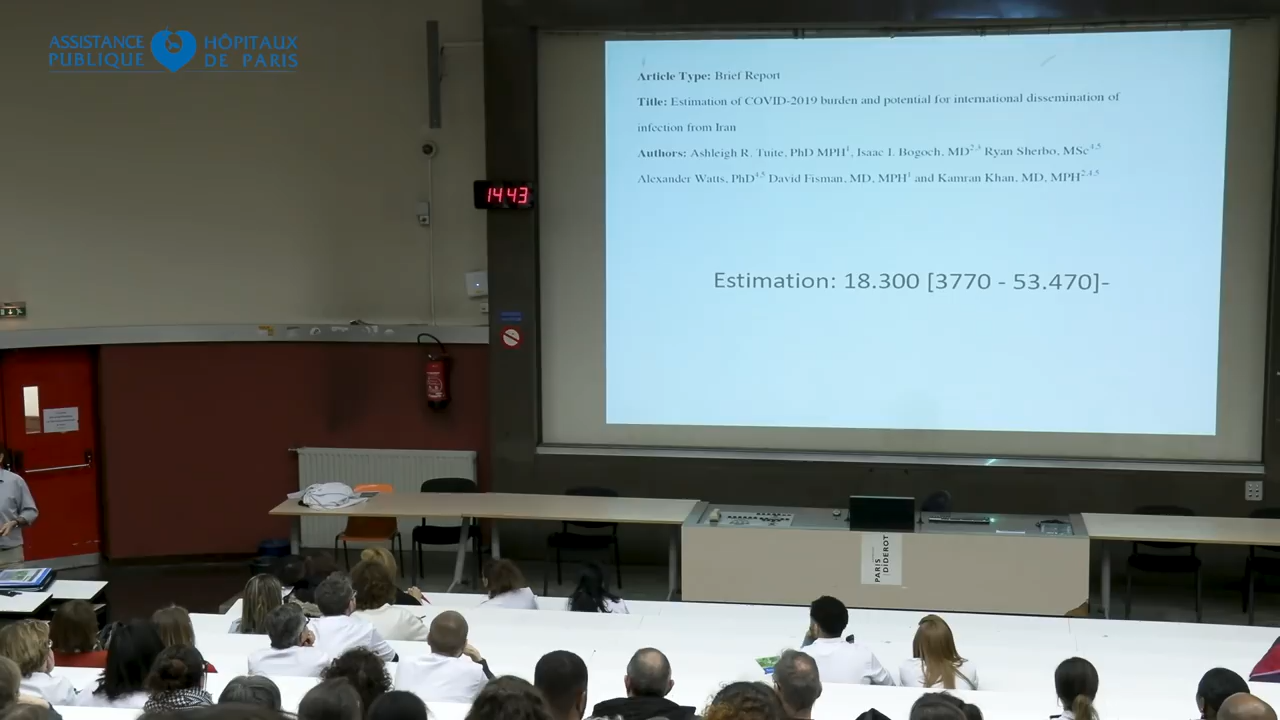 ASSISTANCE HÔPITAUX
PUBLIQUE DE PARIS
Article Type: Brief Report
Title: Estimation of COVID-2019 burden and potential for international dissemination of
infection from Iran
Authors: Ashleigh R. Tuite, PhD MPH1, Isaac I. Bogoch, MD2,3 Ryan Sherbo, MSc4,5
Alexander Watts, PhD4,5 David Fisman, MD, MPH1 and Kamran Khan, MD, MPH2,4,5
14 43
Estimation: 18.300 [3770 - 53.470]-
PARIS
DIDEROT